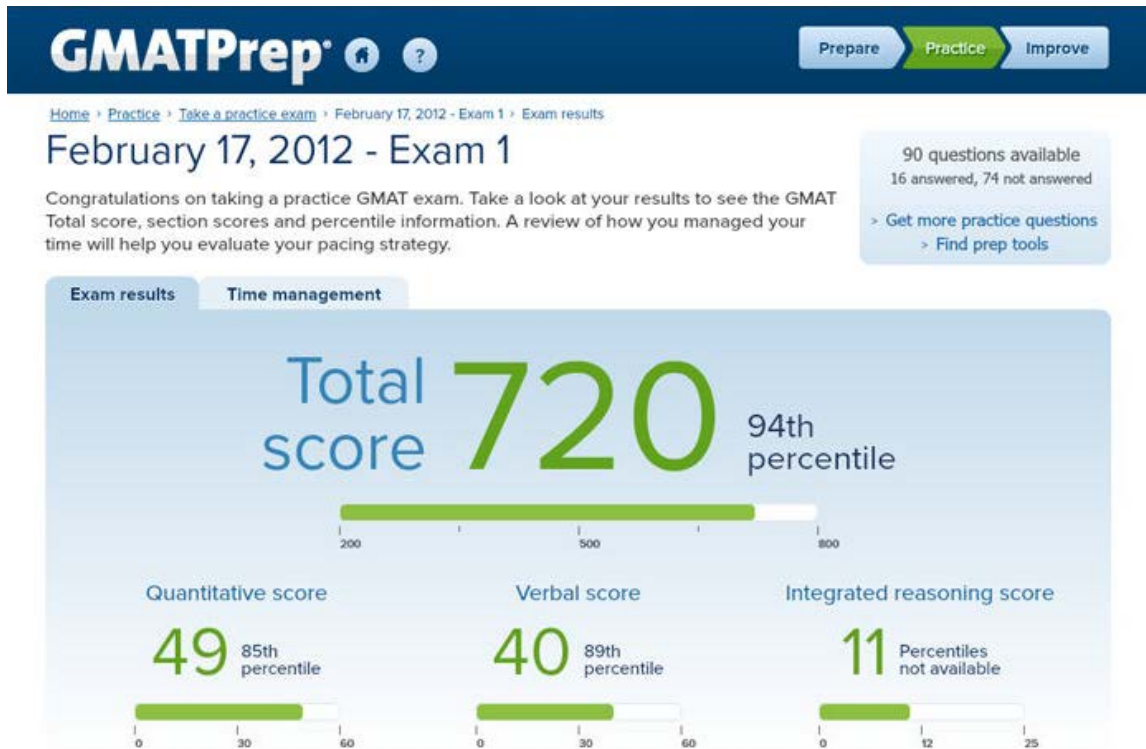 GMATPrep® ?
Prepare Practice Improve
Home › Practice › Take a practice exam › February 17, 2012 - Exam 1 › Exam results
February 17, 2012 - Exam 1
Congratulations on taking a practice GMAT exam. Take a look at your results to see the GMAT
Total score, section scores and percentile information. A review of how you managed your
time will help you evaluate your pacing strategy.
90 questions available
16 answered, 74 not answered
› Get more practice questions
› Find prep tools
Exam results Time management
Total
score
720
94th
percentile
200 500 800
Quantitative score
49
85th
percentile
0 30 60
Verbal score
40
89th
percentile
0 30 60
Integrated reasoning score
11
Percentiles
not available
0 12 25